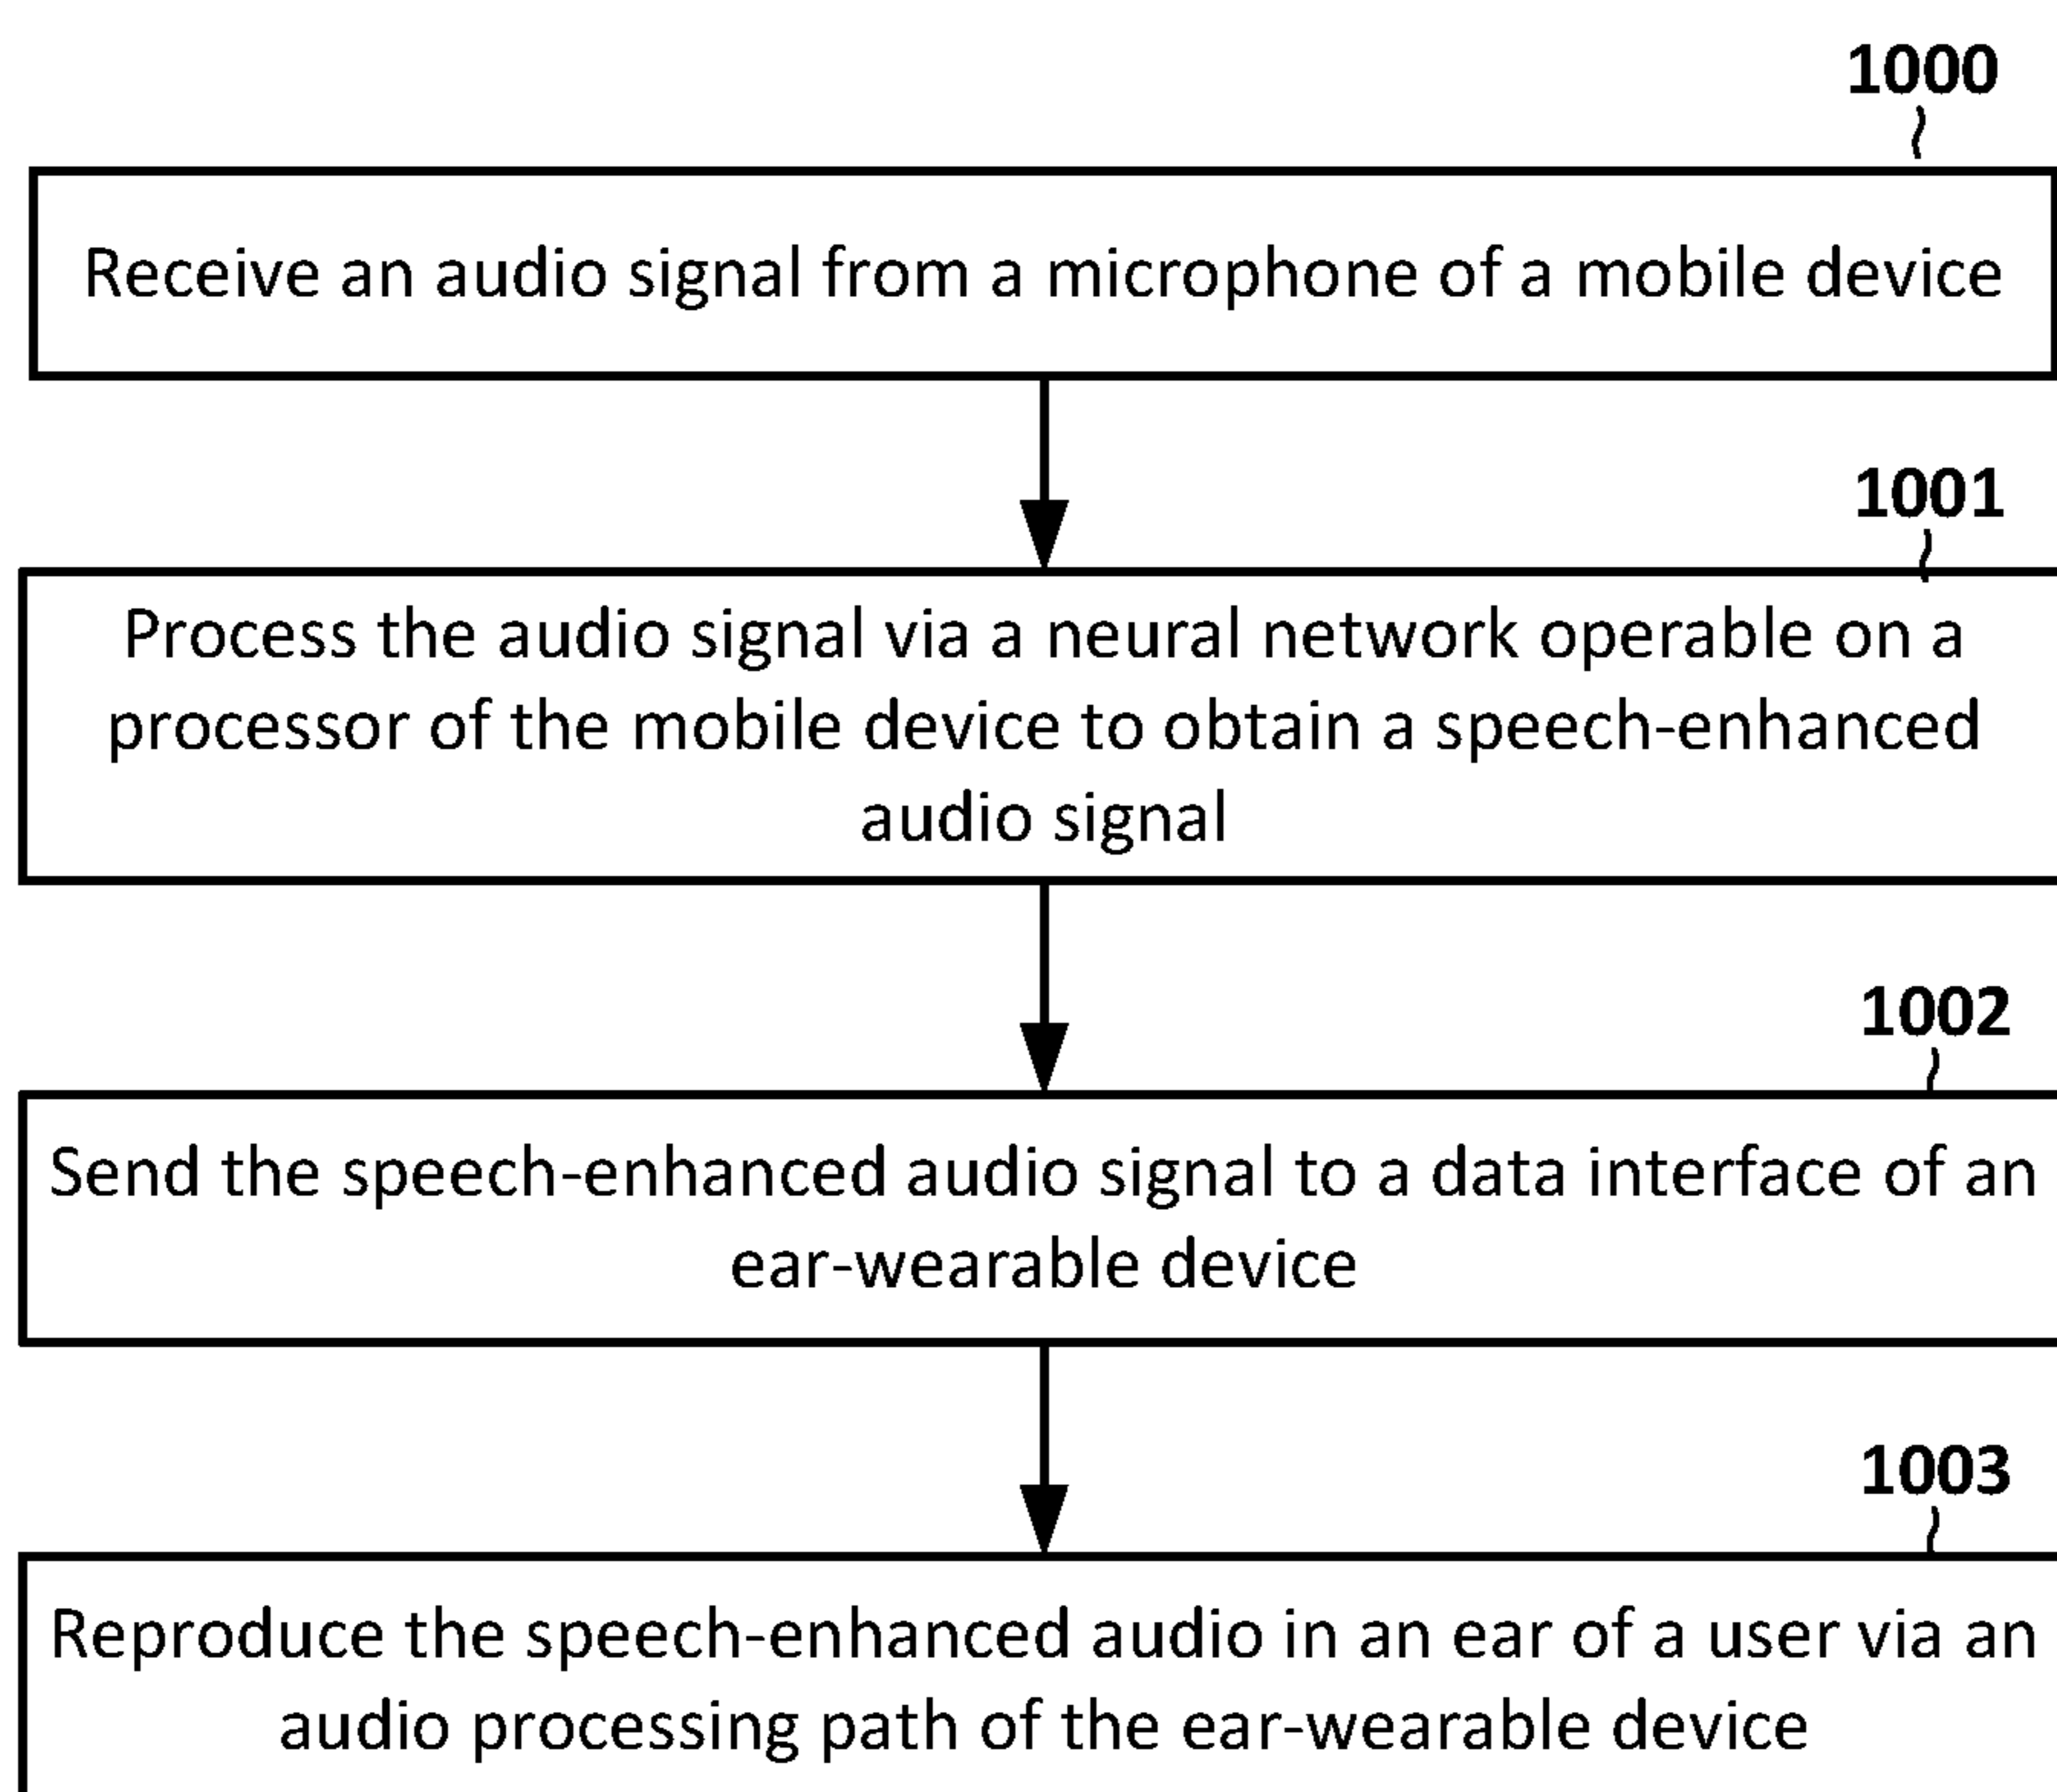 1000
Receive an audio signal from a microphone of a mobile device
1001
Process the audio signal via a neural network operable on a
processor of the mobile device to obtain a speech-enhanced
audio signal
1002
Send the speech-enhanced audio signal to a data interface of an
ear-wearable device
1003
Reproduce the speech-enhanced audio in an ear of a user via an
audio processing path of the ear-wearable device